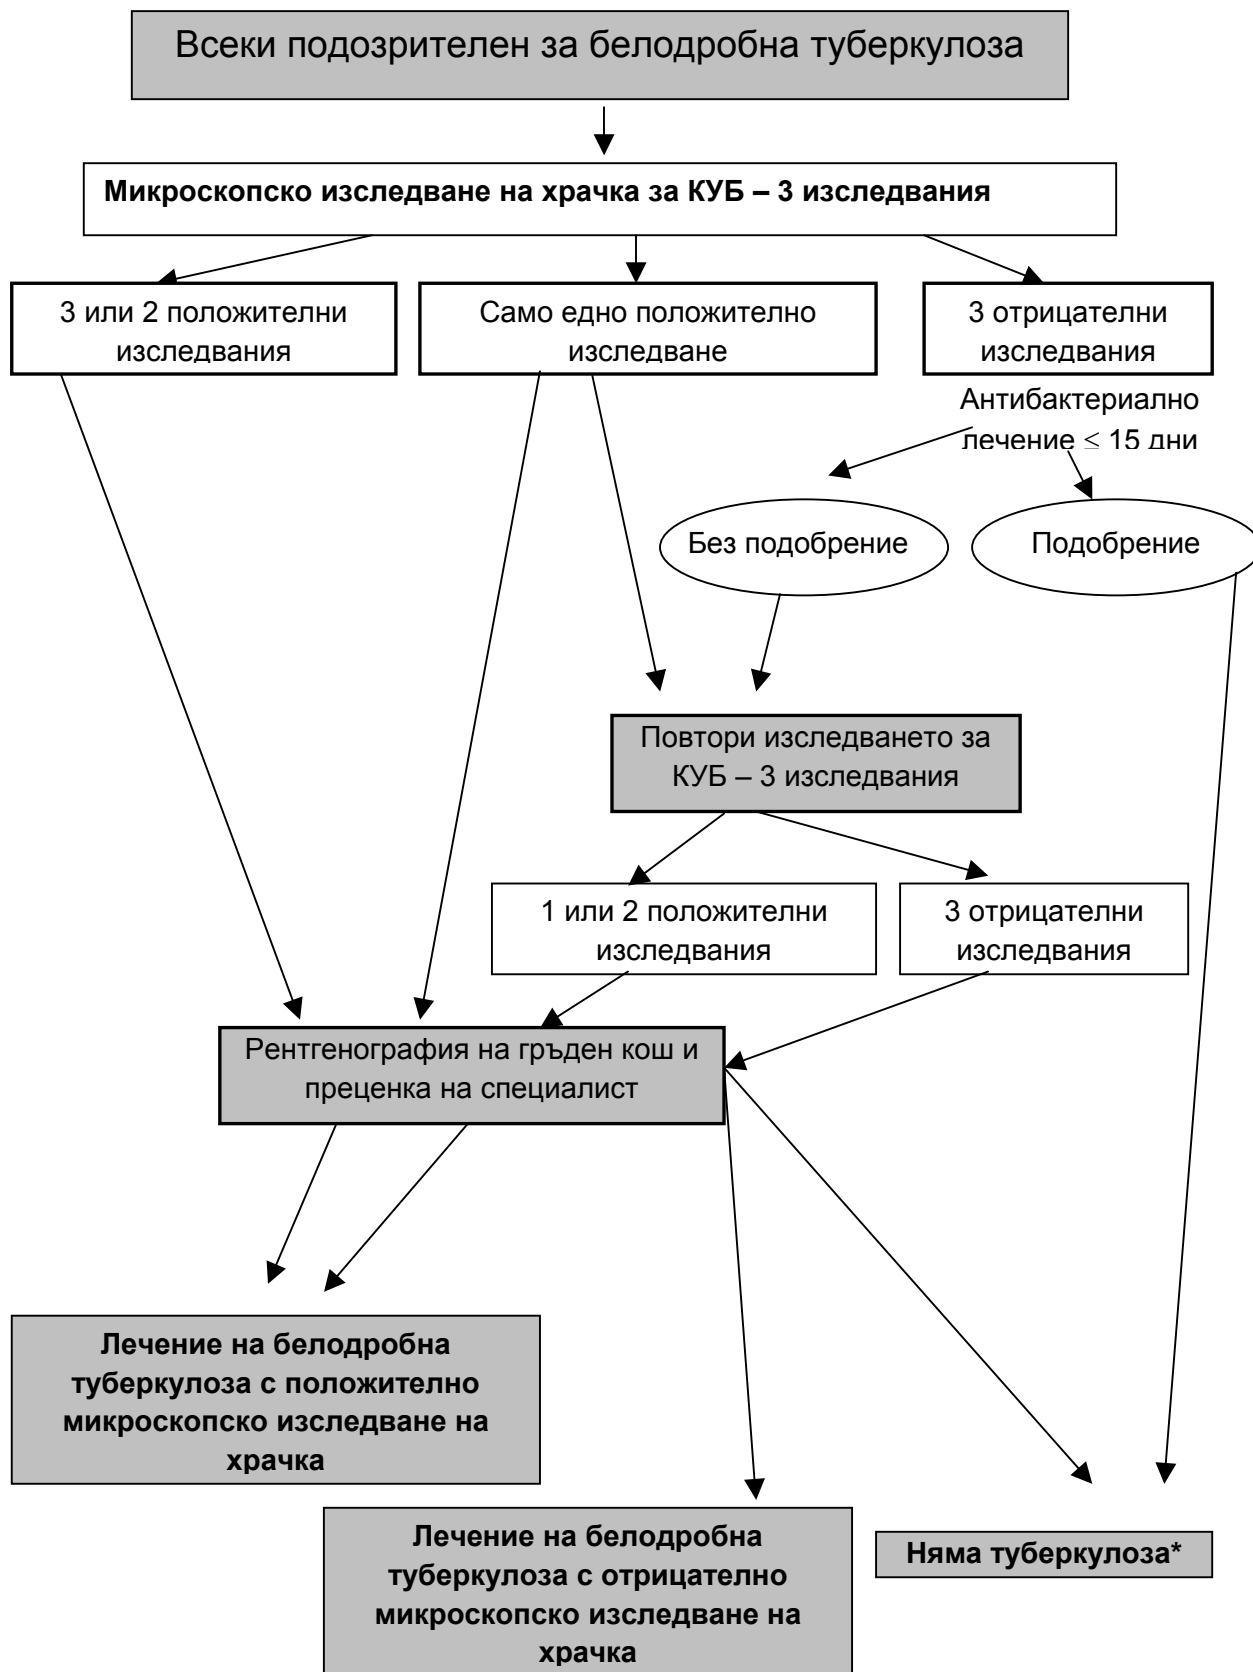 Всеки подозрителен за белодробна туберкулоза
Микроскопско изследване на храчка за КУБ – 3 изследвания
3 или 2 положителни
изследвания
Само едно положително
изследване
3 отрицателни
изследвания
Антибактериално
лечение ≤ 15 дни
Без подобрение
Подобрение
Повтори изследването за
КУБ – 3 изследвания
1 или 2 положителни
изследвания
3 отрицателни
изследвания
Рентгенография на гръден кош и
преценка на специалист
Лечение на белодробна
туберкулоза с положително
микроскопско изследване на
храчка
Лечение на белодробна
туберкулоза с отрицателно
микроскопско изследване на
храчка
Няма туберкулоза*